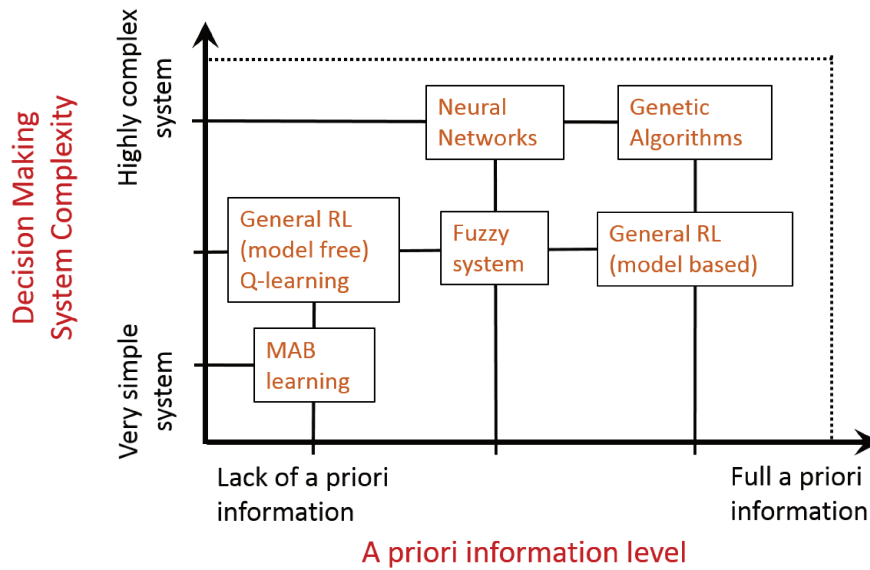 Decision Making
System Complexity
Highly complex
system
Very simple
system
Neural
Networks
Genetic
Algorithms
General RL
(model free)
Q-learning
Fuzzy
system
General RL
(model based)
MAB
learning
Lack of a priori
information
Full a priori
information
A priori information level